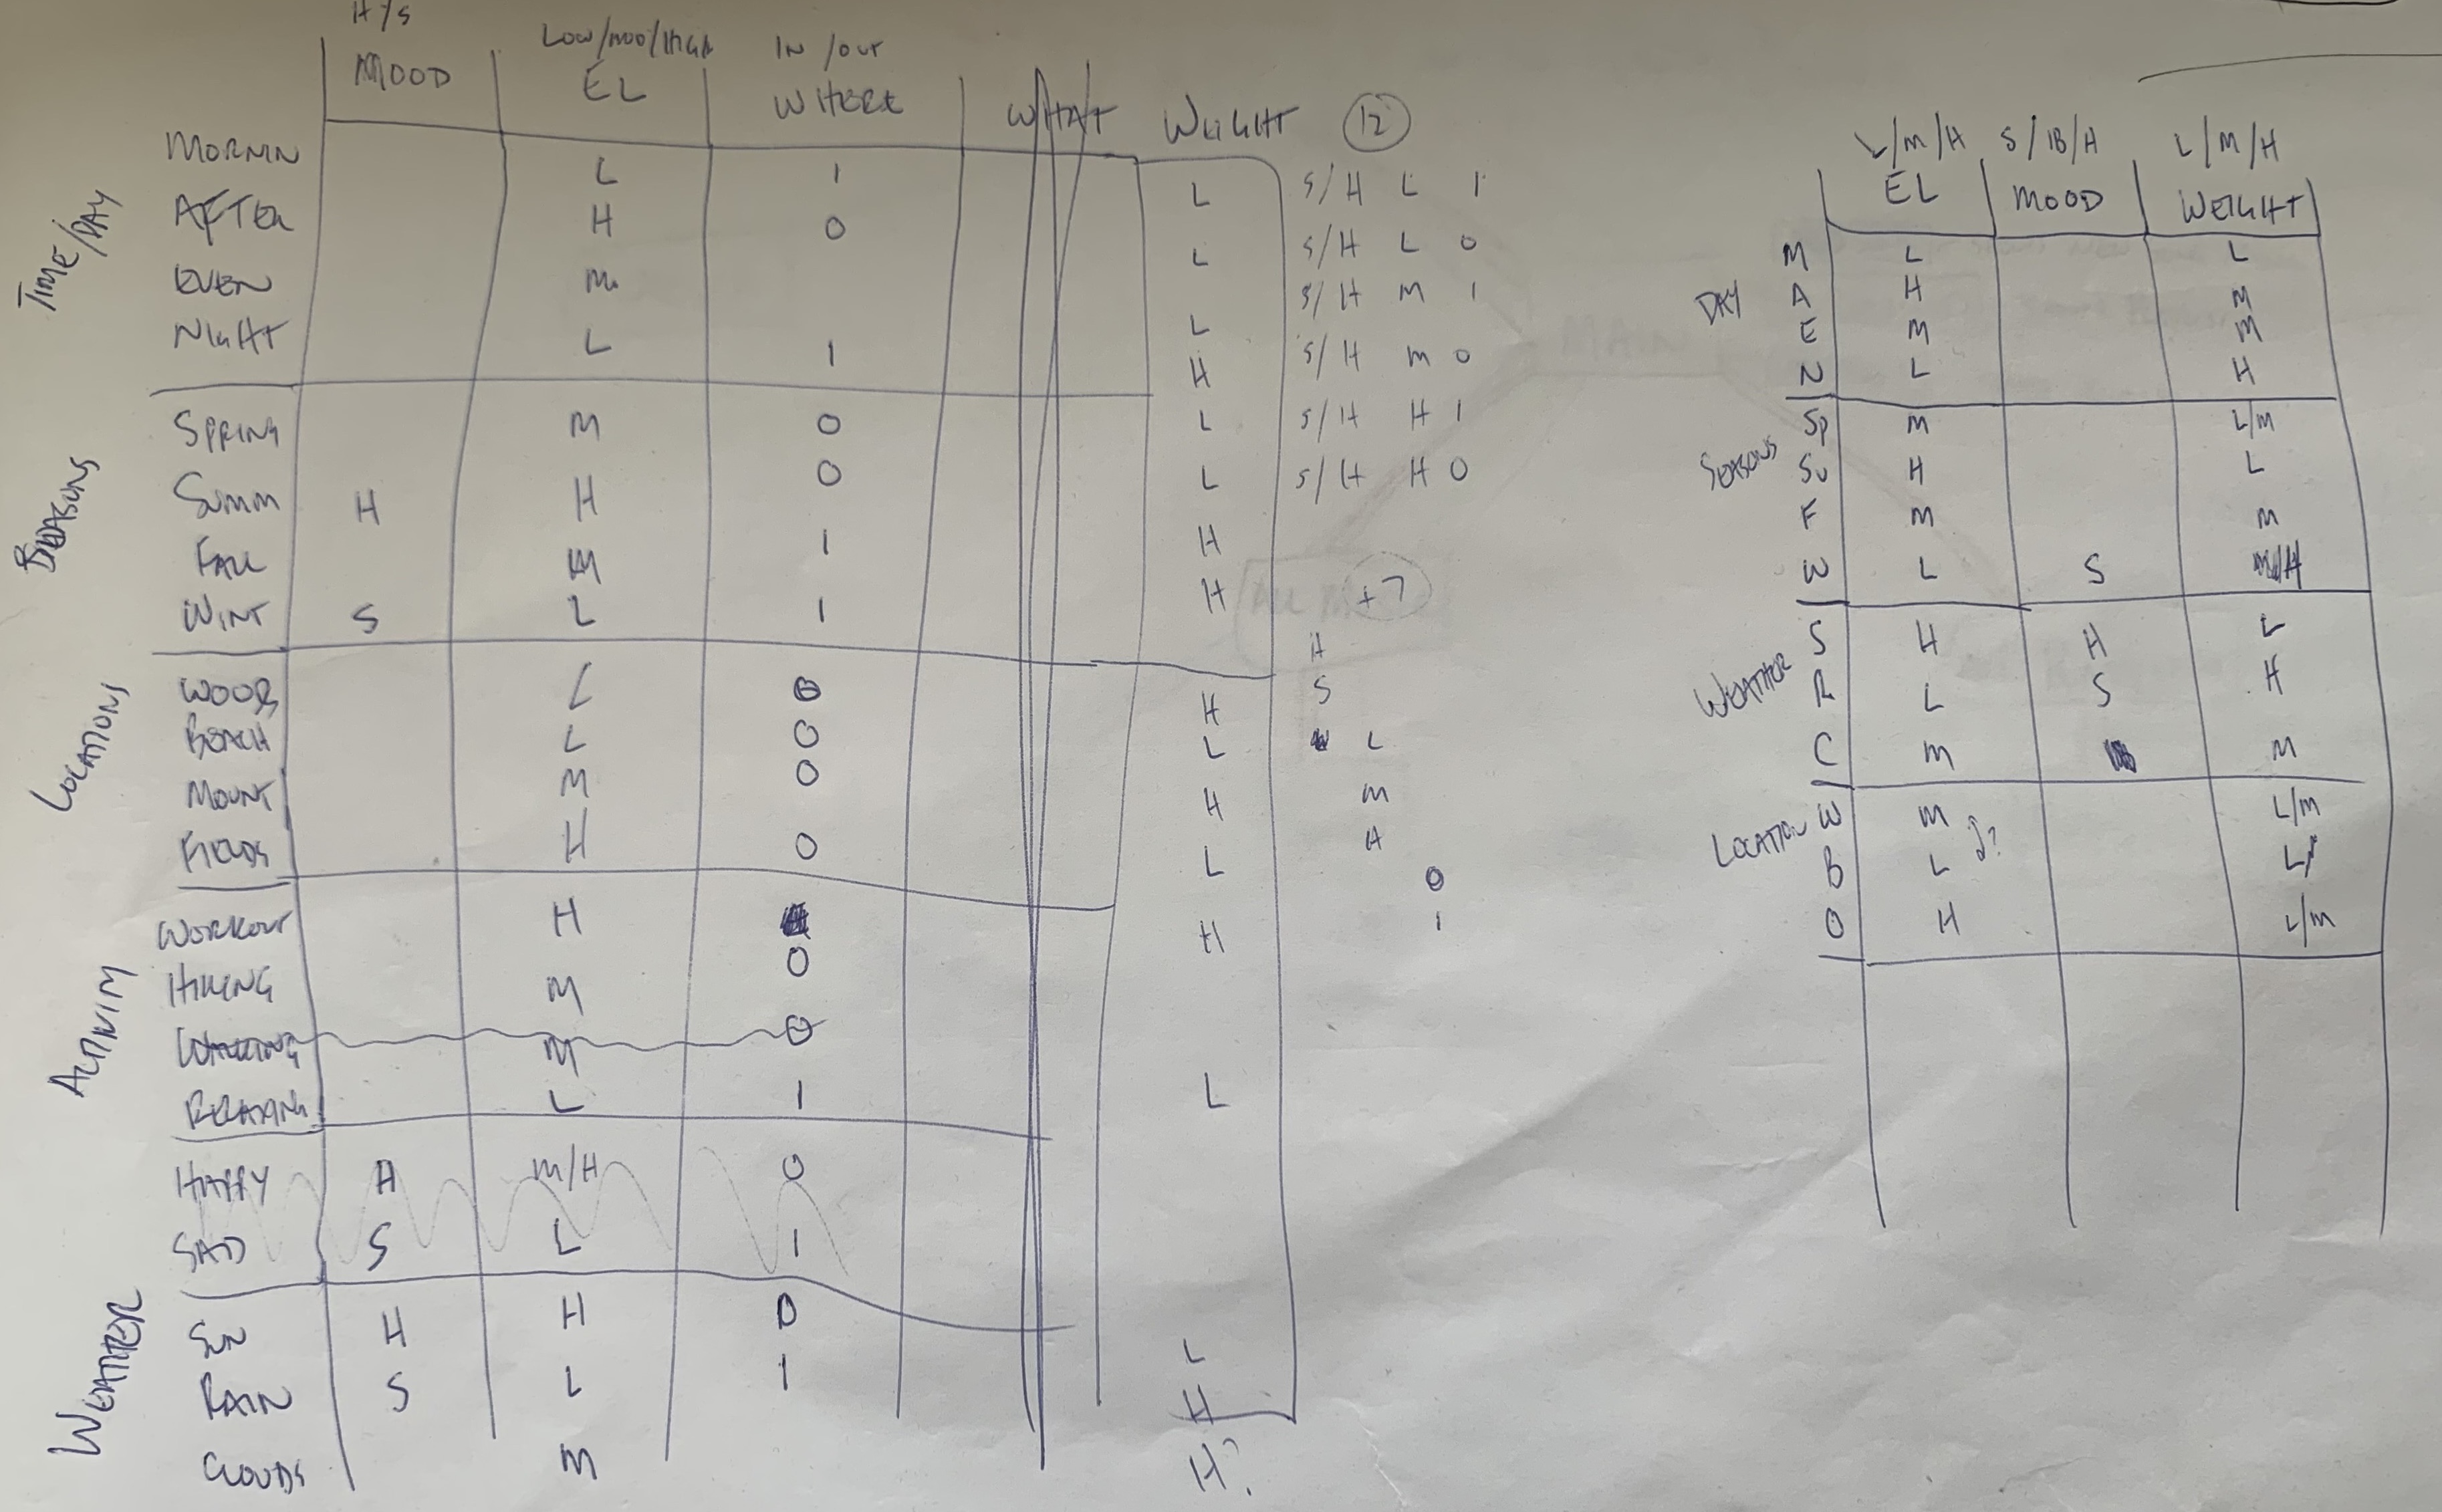 H/S LOW/MOD/HIGH IN/OUT
MOOD EL WHERE WHAT WEIGHT 12
TIME/DAY
MORNIN L I L S/H L I
AFTER H O L S/H L O
EVEN M L S/H M I
NIGHT L I H S/H M O
SEASONS
SPRING M O L S/H H I
SUMM H H O L S/H H O
FALL M I H
WINT S L I H +7
LOCATIONS
H
WOODS L O H S
BEACH L O L L
MOUNT M O H M
FIELDS H O L H
O
I
WORKOUT H H
HIKING M O
WALKING M O
RELAXING L I L
HAPPY H M/H O
SAD S L I
WEATHER
SUN H H O L
RAIN S L I H
CLOUDS M H?
L/M/H S/B/H L/M/H
EL MOOD WEIGHT
DAY
M L L
A H M
E M M
N L H
SEASONS
SP M L/M
SU H L
F M M
W L S M/H
WEATHER
S H H L
R L S H
C M M
LOCATION
W M ? L/M
B L L
O H L/M